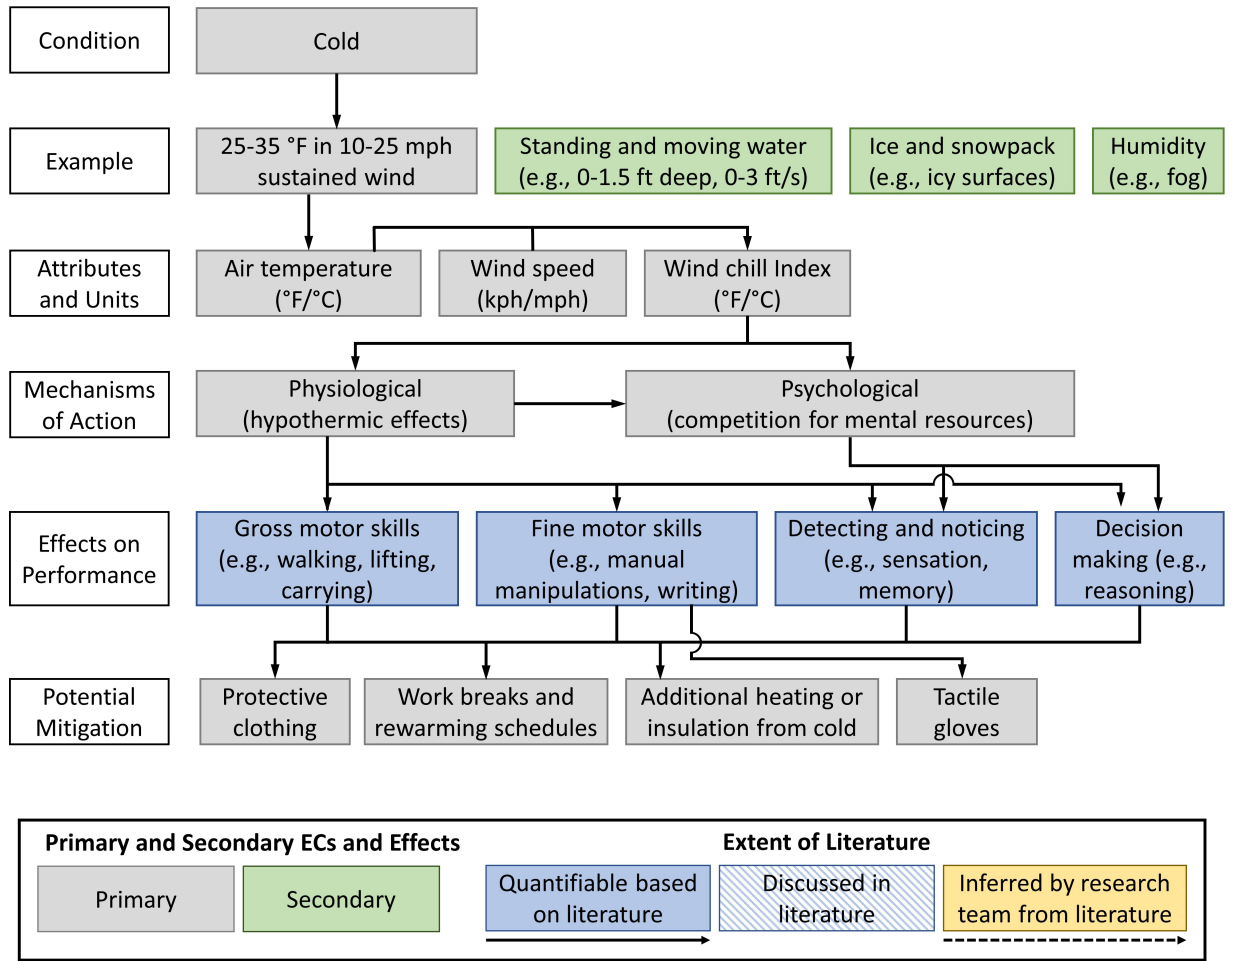 Condition
Cold
Example
25-35 °F in 10-25 mph
sustained wind
Standing and moving water
(e.g., 0-1.5 ft deep, 0-3 ft/s)
Ice and snowpack
(e.g., icy surfaces)
Humidity
(e.g., fog)
Attributes
and Units
Air temperature
(°F/°C)
Wind speed
(kph/mph)
Wind chill Index
(°F/°C)
Mechanisms
of Action
Physiological
(hypothermic effects)
Psychological
(competition for mental resources)
Effects on
Performance
Gross motor skills
(e.g., walking, lifting,
carrying)
Fine motor skills
(e.g., manual
manipulations, writing)
Detecting and noticing
(e.g., sensation,
memory)
Decision
making (e.g.,
reasoning)
Potential
Mitigation
Protective
clothing
Work breaks and
rewarming schedules
Additional heating or
insulation from cold
Tactile
gloves
Primary and Secondary ECs and Effects
Primary
Secondary
Extent of Literature
Quantifiable based
on literature
Discussed in
literature
Inferred by research
team from literature